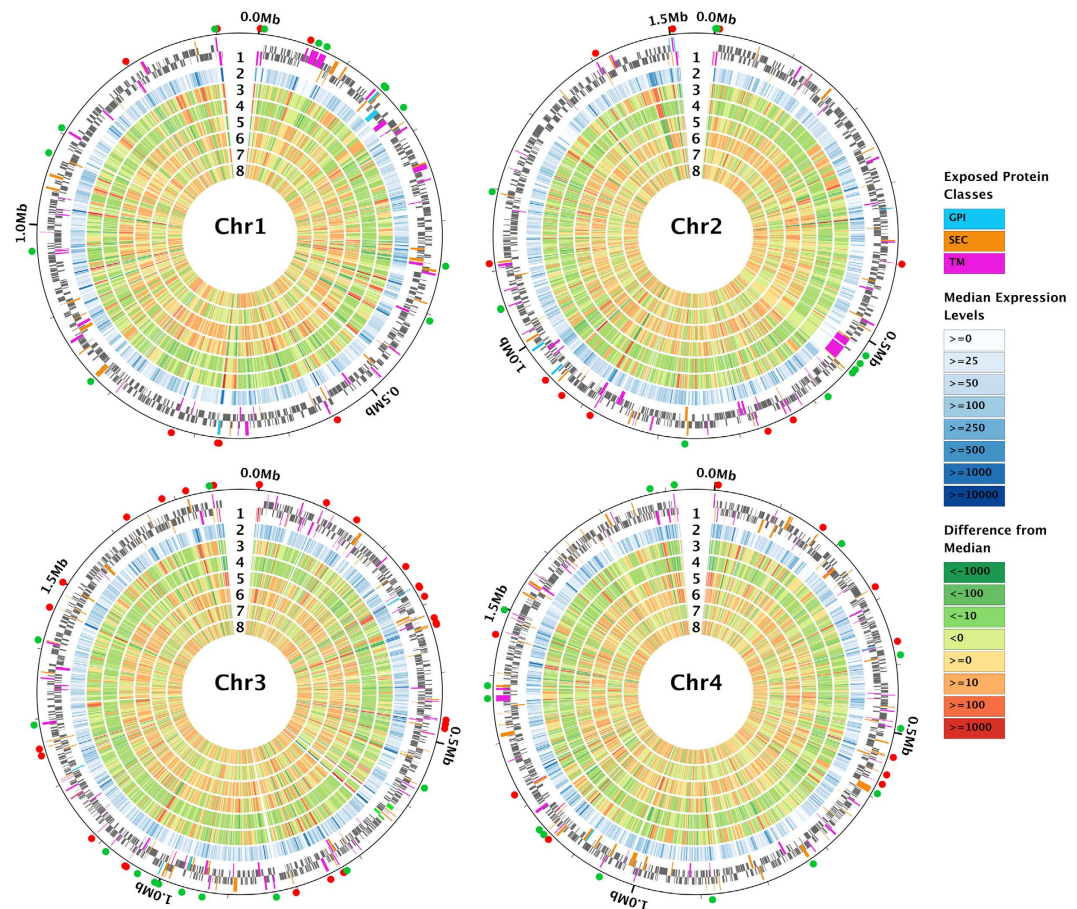 0.0Mb
1
2
3
4
5
6
7
8
Chr1
0.5Mb
1.0Mb
1.5Mb
0.0Mb
1
2
3
4
5
6
7
8
Chr2
0.5Mb
1.0Mb
0.0Mb
1
2
3
4
5
6
7
8
Chr3
0.5Mb
1.0Mb
1.5Mb
0.0Mb
1
2
3
4
5
6
7
8
Chr4
0.5Mb
1.0Mb
1.5Mb
Exposed Protein
Classes
GPI
SEC
TM
Median Expression
Levels
>=0
>=25
>=50
>=100
>=250
>=500
>=1000
>=10000
Difference from
Median
<-1000
<-100
<-10
<0
>=0
>=10
>=100
>=1000